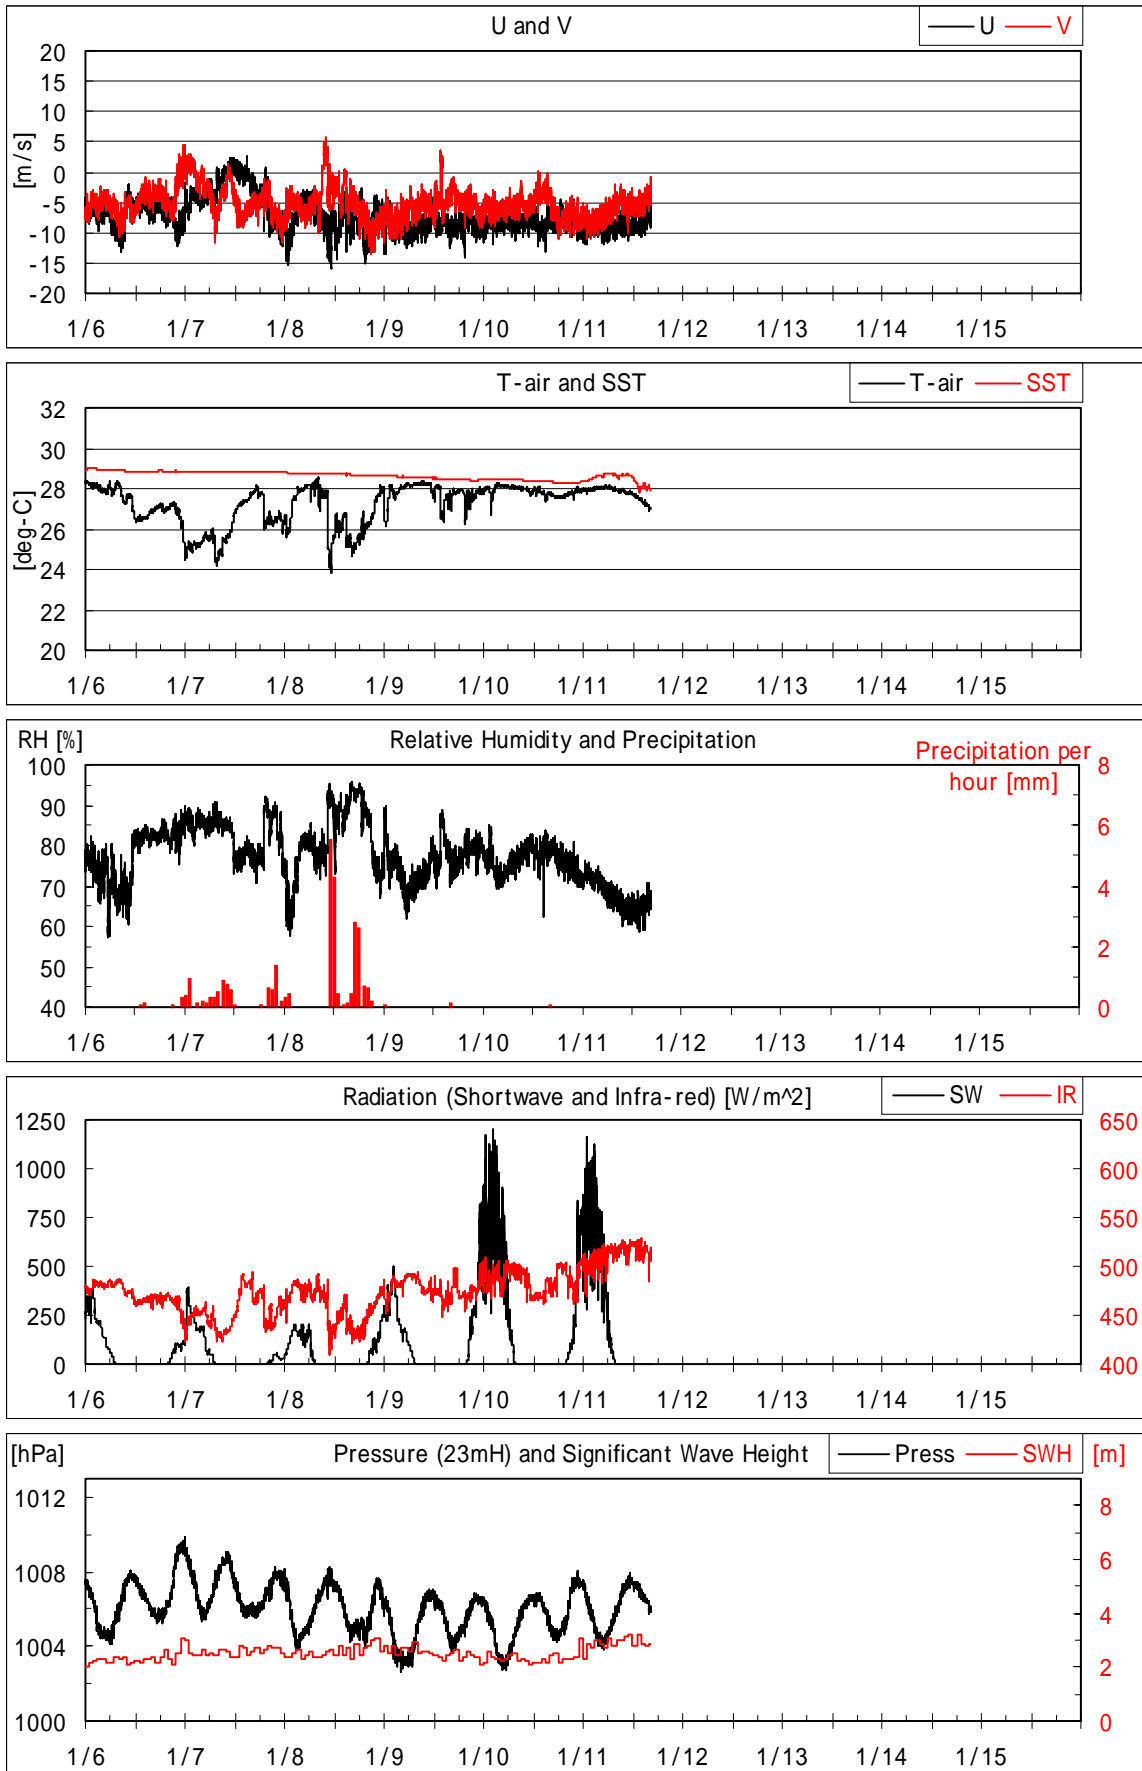 U and V
U V
20
15
10
5
0
-5
-10
-15
-20
[m/s]
1/6 1/7 1/8 1/9 1/10 1/11 1/12 1/13 1/14 1/15
T-air and SST
T-air SST
32
30
28
26
24
22
20
[deg-C]
1/6 1/7 1/8 1/9 1/10 1/11 1/12 1/13 1/14 1/15
RH [%]
Relative Humidity and Precipitation
Precipitation per
hour [mm]
100
90
80
70
60
50
40
8
6
4
2
0
1/6 1/7 1/8 1/9 1/10 1/11 1/12 1/13 1/14 1/15
Radiation (Shortwave and Infra-red) [W/m^2]
SW IR
1250
1000
750
500
250
0
650
600
550
500
450
400
1/6 1/7 1/8 1/9 1/10 1/11 1/12 1/13 1/14 1/15
[hPa]
Pressure (23mH) and Significant Wave Height
Press SWH
[m]
1012
1008
1004
1000
8
6
4
2
0
1/6 1/7 1/8 1/9 1/10 1/11 1/12 1/13 1/14 1/15